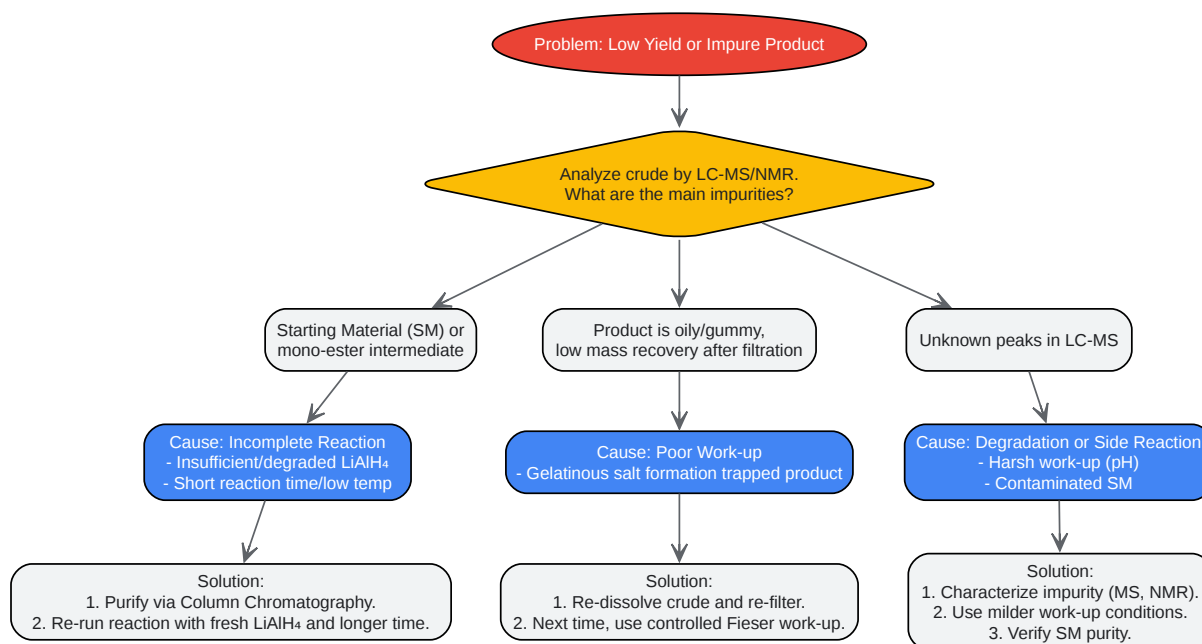 Problem: Low Yield or Impure Product
Analyze crude by LC-MS/NMR.
What are the main impurities?
Starting Material (SM) or
mono-ester intermediate
Product is oily/gummy,
low mass recovery after filtration
Unknown peaks in LC-MS
Cause: Incomplete Reaction
- Insufficient/degraded LiAlH₄
- Short reaction time/low temp
Cause: Poor Work-up
- Gelatinous salt formation trapped product
Cause: Degradation or Side Reaction
- Harsh work-up (pH)
- Contaminated SM
Solution:
1. Purify via Column Chromatography.
2. Re-run reaction with fresh LiAlH₄ and longer time.
Solution:
1. Re-dissolve crude and re-filter.
2. Next time, use controlled Fieser work-up.
Solution:
1. Characterize impurity (MS, NMR).
2. Use milder work-up conditions.
3. Verify SM purity.